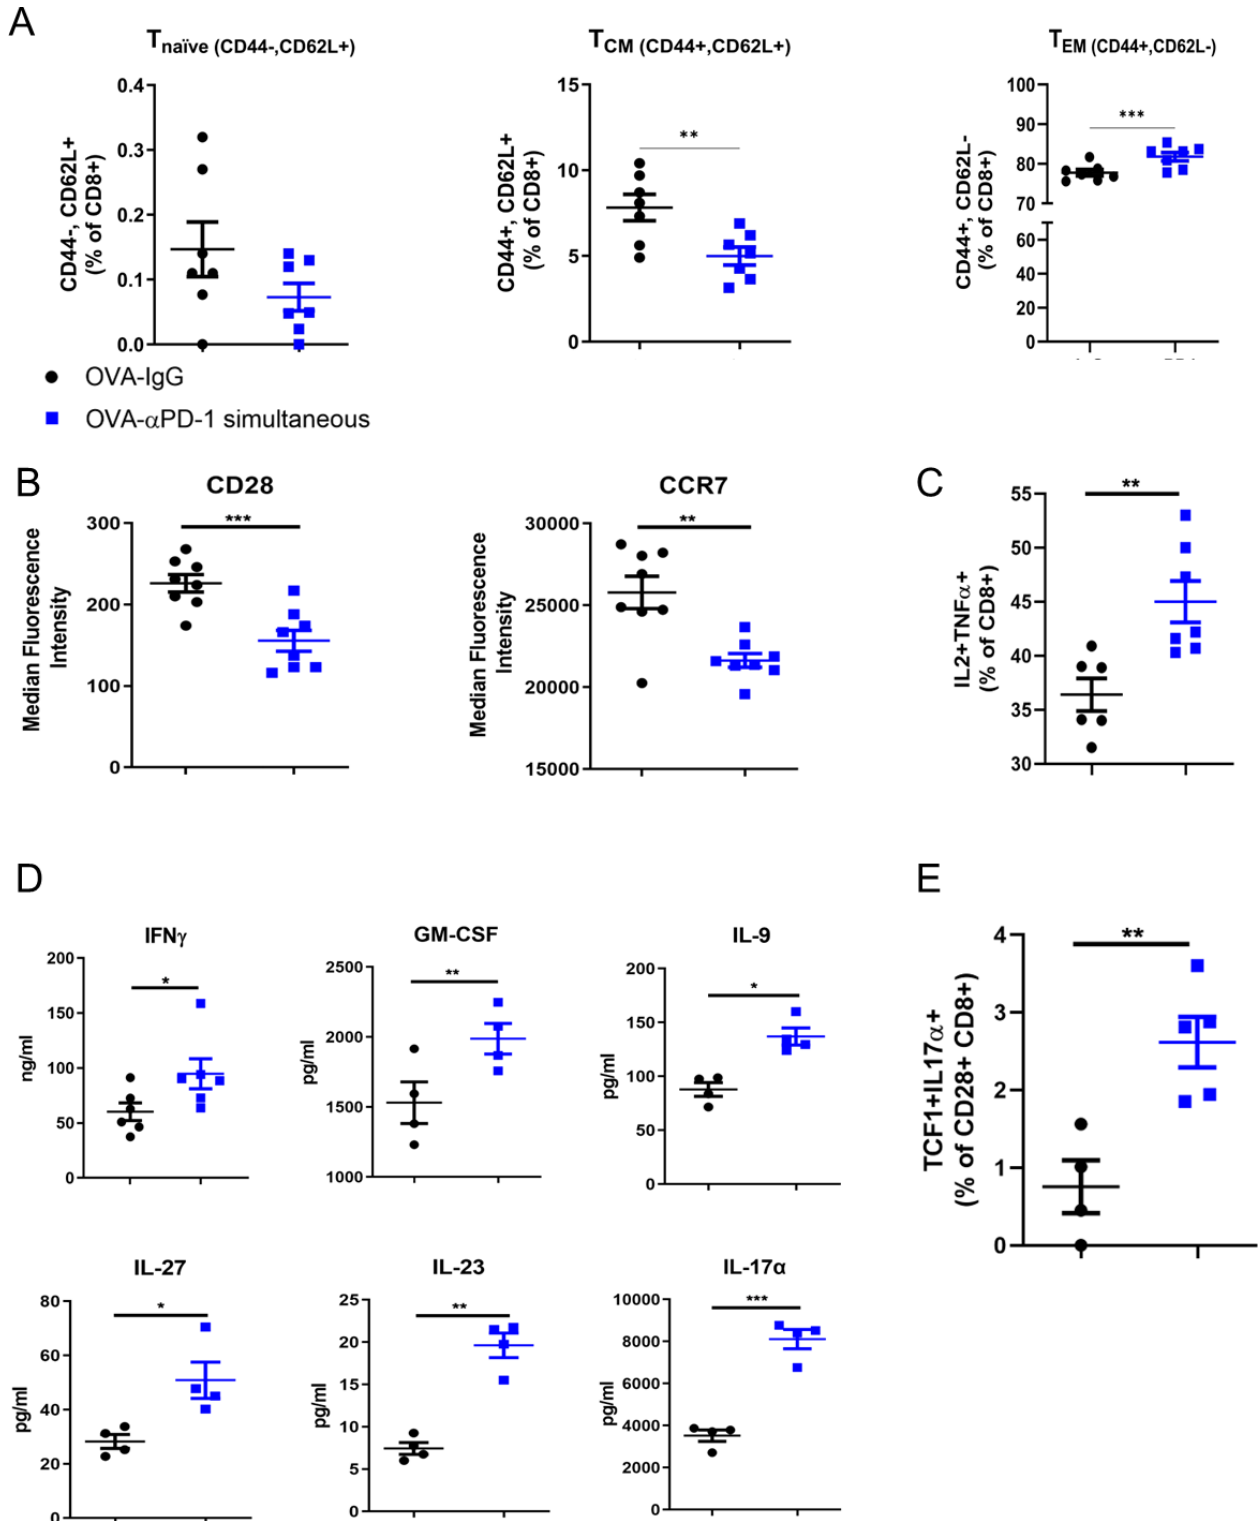 A
Tnaïve (CD44-,CD62L+)
CD44-, CD62L+
(% of CD8+)
0.4
0.3
0.2
0.1
0.0
TCM (CD44+,CD62L+)
CD44+, CD62L+
(% of CD8+)
15
10
5
0
**
TEM (CD44+,CD62L-)
CD44+, CD62L-
(% of CD8+)
100
90
80
70
60
40
20
0
***
OVA-IgG
OVA-αPD-1 simultaneous
B
CD28
Median Fluorescence
Intensity
300
200
100
0
***
CCR7
Median Fluorescence
Intensity
30000
25000
20000
15000
**
C
IL2+TNFα+
(% of CD8+)
55
50
45
40
35
30
**
D
IFNγ
ng/ml
200
150
100
50
0
*
GM-CSF
pg/ml
2500
2000
1500
1000
**
IL-9
pg/ml
200
150
100
50
0
*
E
TCF1+IL17α+
(% of CD28+ CD8+)
4
3
2
1
0
**
IL-27
pg/ml
80
60
40
20
0
*
IL-23
pg/ml
25
20
15
10
5
0
**
IL-17α
pg/ml
10000
8000
6000
4000
2000
0
***